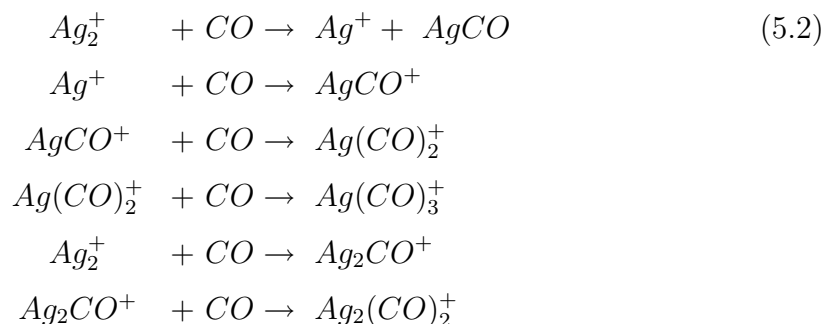 Ag₂⁺ + CO → Ag⁺ + AgCO (5.2)
Ag⁺ + CO → AgCO⁺
AgCO⁺ + CO → Ag(CO)₂⁺
Ag(CO)₂⁺ + CO → Ag(CO)₃⁺
Ag₂⁺ + CO → Ag₂CO⁺
Ag₂CO⁺ + CO → Ag₂(CO)₂⁺